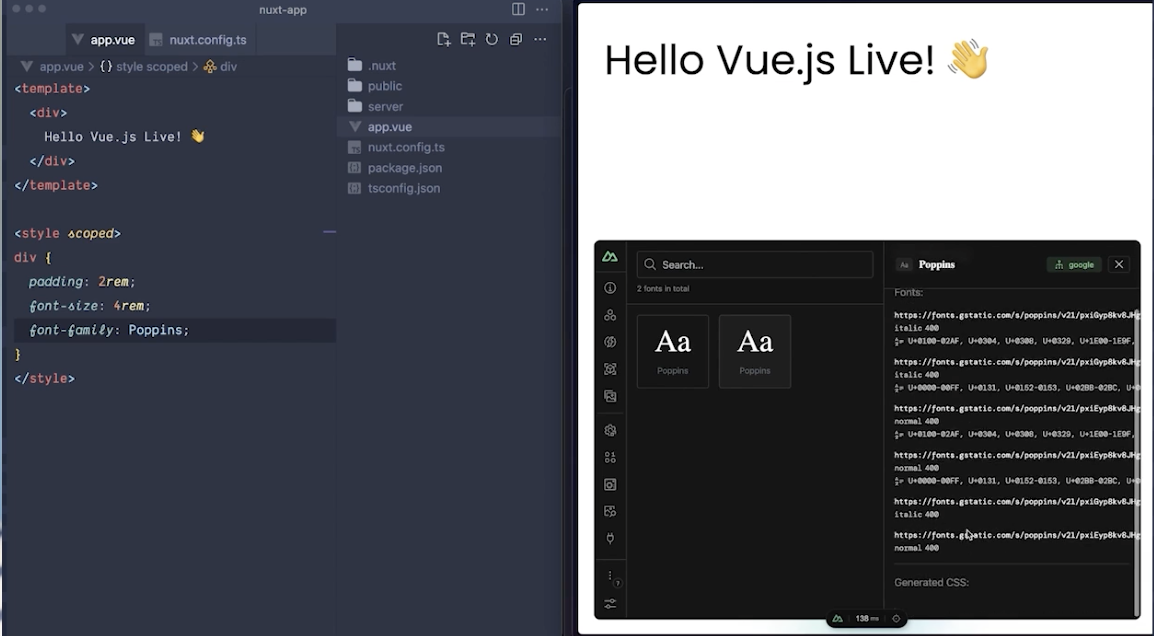 nuxt-app
app.vue
nuxt.config.ts
app.vue > {} style scoped > div
<template>
<div>
Hello Vue.js Live! 👋
</div>
</template>
<style scoped>
div {
padding: 2rem;
font-size: 4rem;
font-family: Poppins;
}
</style>
.nuxt
public
server
app.vue
nuxt.config.ts
package.json
tsconfig.json
Hello Vue.js Live! 👋
Search...
2 fonts in total
Aa
Poppins
Aa
Poppins
Aa Poppins
google
Fonts:
https://fonts.gstatic.com/s/poppins/v21/pxiGyp8kv8JHg
italic 400
U+0100-02AF, U+0304, U+0308, U+0329, U+1E00-1E9F,
https://fonts.gstatic.com/s/poppins/v21/pxiGyp8kv8JHg
italic 400
U+0000-00FF, U+0131, U+0152-0153, U+02BB-02BC, U+0
https://fonts.gstatic.com/s/poppins/v21/pxiEyp8kv8JHg
normal 400
U+0100-02AF, U+0304, U+0308, U+0329, U+1E00-1E9F,
https://fonts.gstatic.com/s/poppins/v21/pxiEyp8kv8JHg
normal 400
U+0000-00FF, U+0131, U+0152-0153, U+02BB-02BC, U+0
https://fonts.gstatic.com/s/poppins/v21/pxiGyp8kv8JHg
italic 400
https://fonts.gstatic.com/s/poppins/v21/pxiEyp8kv8JHg
normal 400
Generated CSS:
138 ms